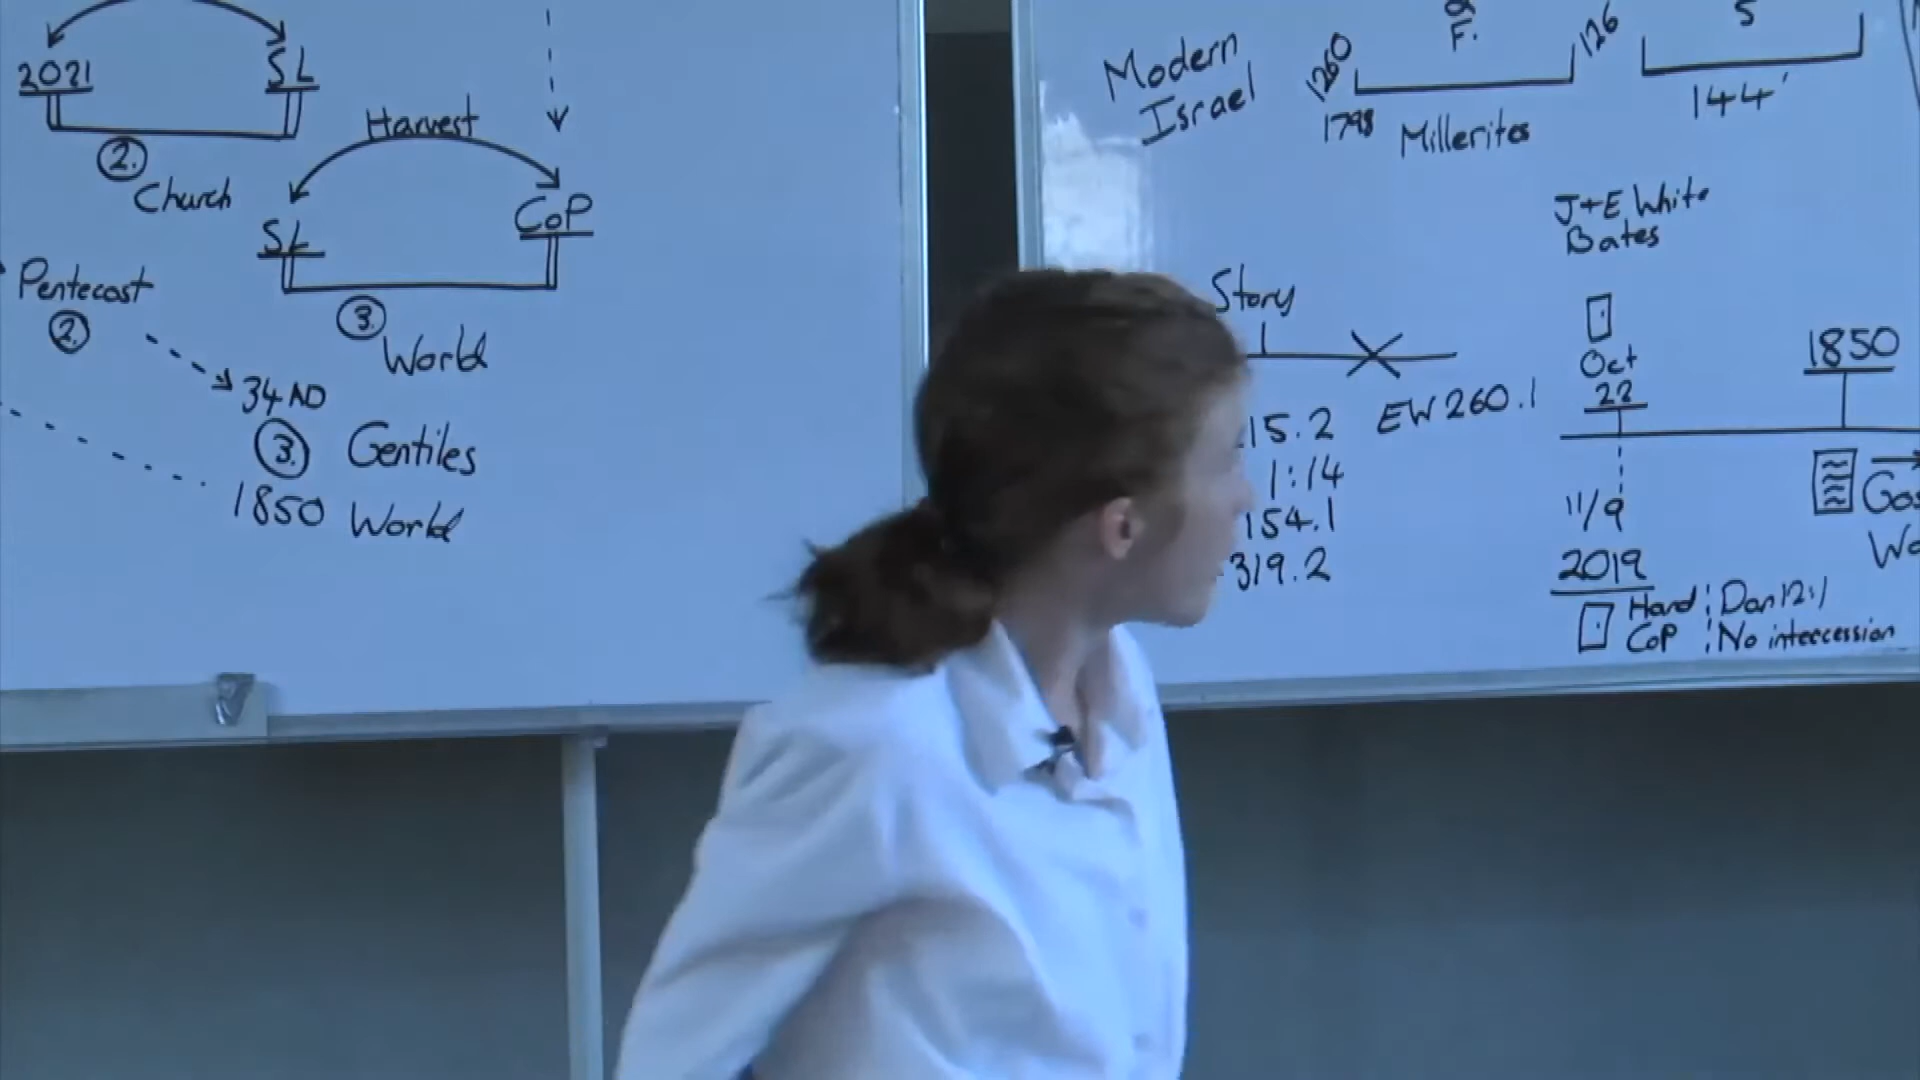 2021
SL
②.
Church
Harvest
SL
CoP
③.
World
Pentecost
②.
34 AD
③. Gentiles
1850 World
Modern
Israel
F.
1260
126
1798
Millerites
5
144'
J+E White
Bates
Story
EW 260.1
15.2
1:14
154.1
319.2
Oct
22
1850
11/9
2019
Hand: Dan 12:1
CoP: No intercession